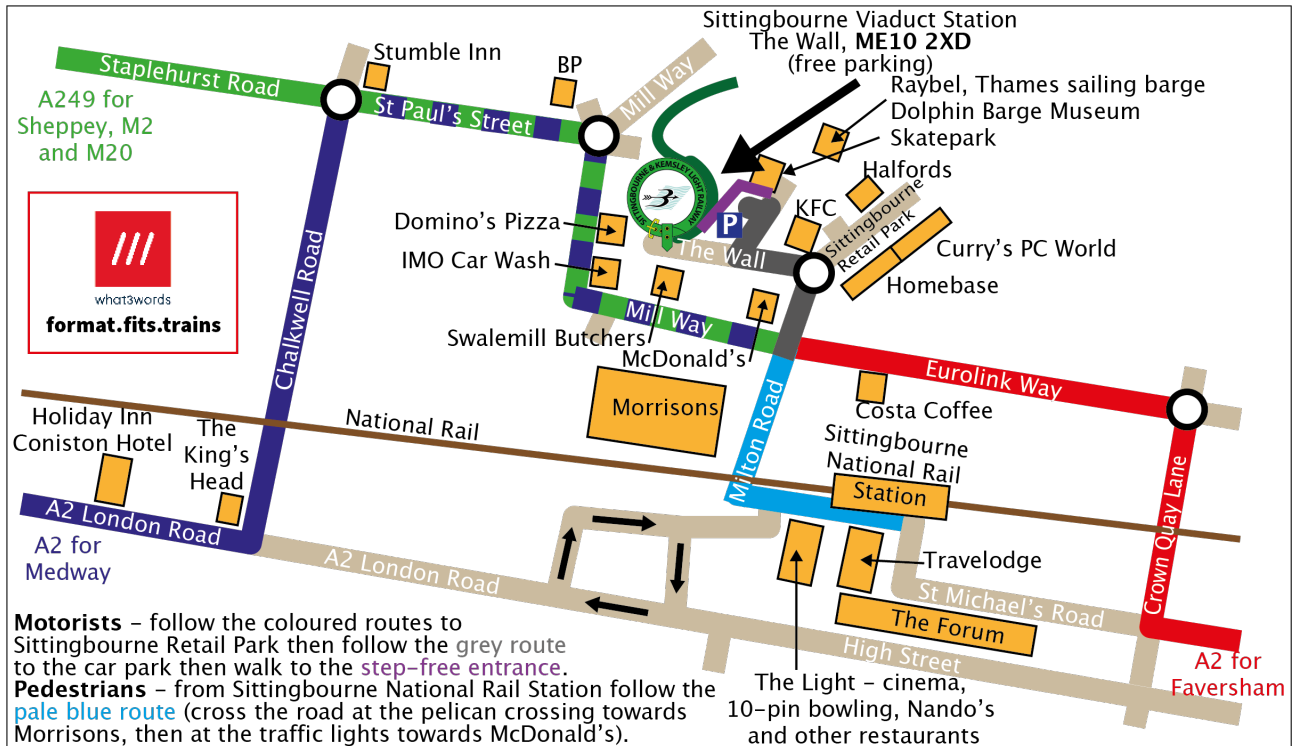 Sittingbourne Viaduct Station
The Wall, ME10 2XD
(free parking)
Stumble Inn
BP
Mill Way
Staplehurst Road
St Paul's Street
A249 for
Sheppey, M2
and M20
Raybel, Thames sailing barge
Dolphin Barge Museum
Skatepark
Halfords
SITTINGBOURNE & KEMSLEY LIGHT RAILWAY
P
KFC
Sittingbourne
Retail Park
Domino's Pizza
The Wall
Curry's PC World
IMO Car Wash
Homebase
what3words
format.fits.trains
Chalkwell Road
Mill Way
Swalemill Butchers
McDonald's
Eurolink Way
Costa Coffee
Morrisons
Milton Road
National Rail
Sittingbourne
National Rail
Station
Holiday Inn
Coniston Hotel
The
King's
Head
A2 London Road
A2 for
Medway
A2 London Road
Crown Quay Lane
Travelodge
St Michael's Road
The Forum
High Street
A2 for
Faversham
The Light – cinema,
10-pin bowling, Nando's
and other restaurants
Motorists – follow the coloured routes to
Sittingbourne Retail Park then follow the grey route
to the car park then walk to the step-free entrance.
Pedestrians – from Sittingbourne National Rail Station follow the
pale blue route (cross the road at the pelican crossing towards
Morrisons, then at the traffic lights towards McDonald's).